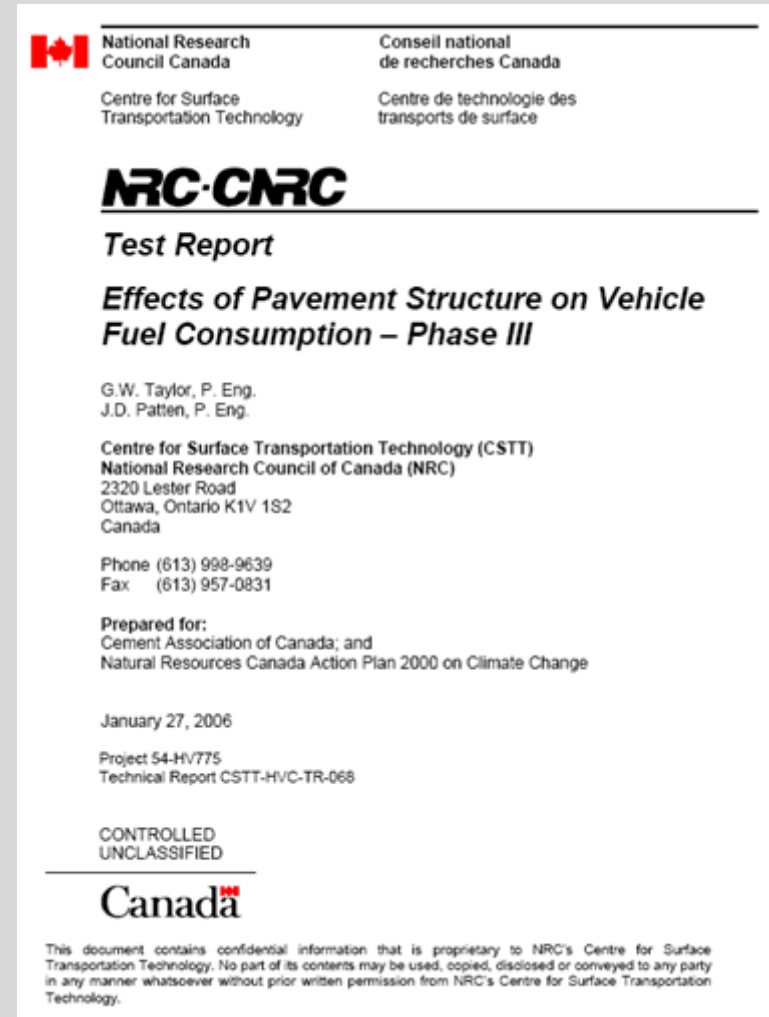 National Research
Council Canada
Conseil national
de recherches Canada
Centre for Surface
Transportation Technology
Centre de technologie des
transports de surface
NRC·CNRC
Test Report
Effects of Pavement Structure on Vehicle
Fuel Consumption – Phase III
G.W. Taylor, P. Eng.
J.D. Patten, P. Eng.
Centre for Surface Transportation Technology (CSTT)
National Research Council of Canada (NRC)
2320 Lester Road
Ottawa, Ontario K1V 1S2
Canada
Phone (613) 998-9639
Fax (613) 957-0831
Prepared for:
Cement Association of Canada; and
Natural Resources Canada Action Plan 2000 on Climate Change
January 27, 2006
Project 54-HV775
Technical Report CSTT-HVC-TR-068
CONTROLLED
UNCLASSIFIED
Canada
This document contains confidential information that is proprietary to NRC's Centre for Surface
Transportation Technology. No part of its contents may be used, copied, disclosed or conveyed to any party
in any manner whatsoever without prior written permission from NRC's Centre for Surface Transportation
Technology.